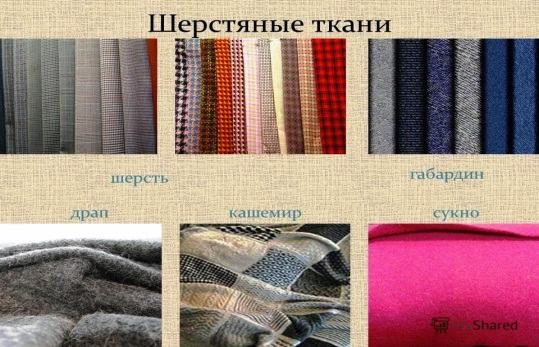 Шерстяные ткани
шерсть
габардин
драп
кашемир
сукно
MyShared